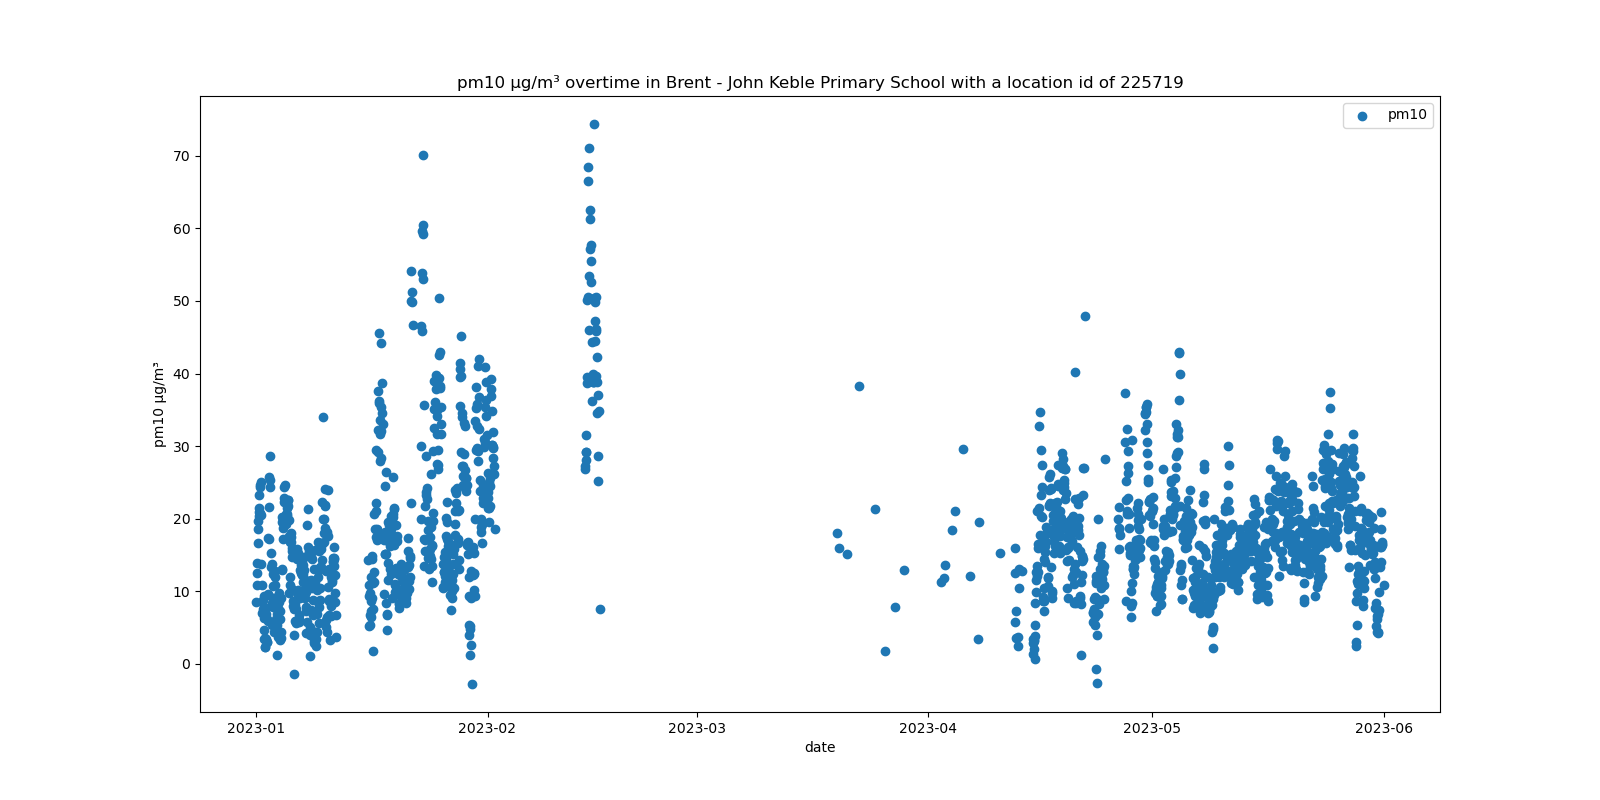 pm10 µg/m³ overtime in Brent - John Keble Primary School with a location id of 225719
pm10
70
60
50
40
30
20
10
0
pm10 µg/m³
2023-01 2023-02 2023-03 2023-04 2023-05 2023-06
date